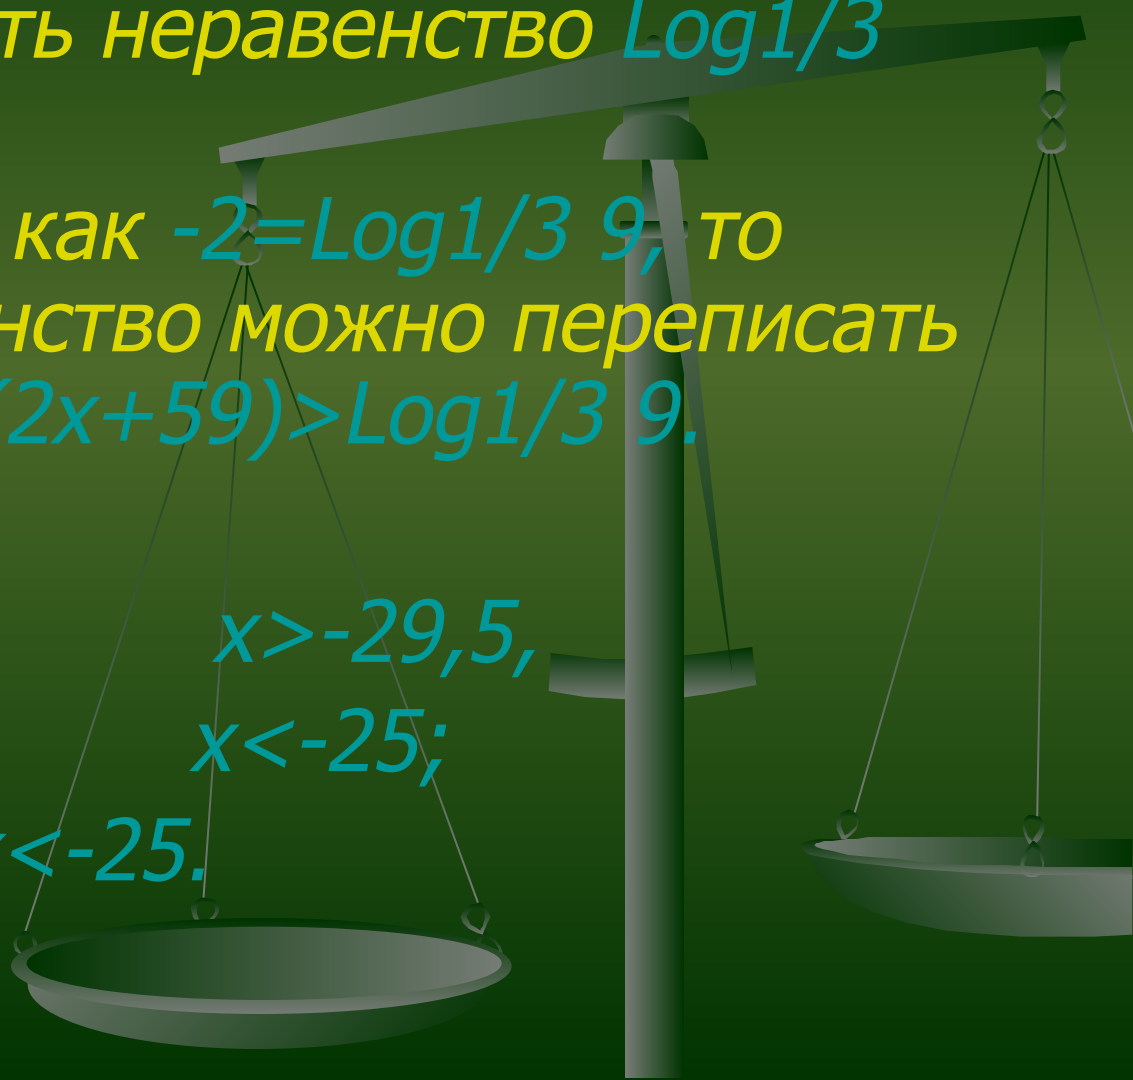 ть неравенство Log1/3
как -2=Log1/3 9, то
нство можно переписать
(2x+59)>Log1/3 9.
x>-29,5,
x<-25;
<-25.